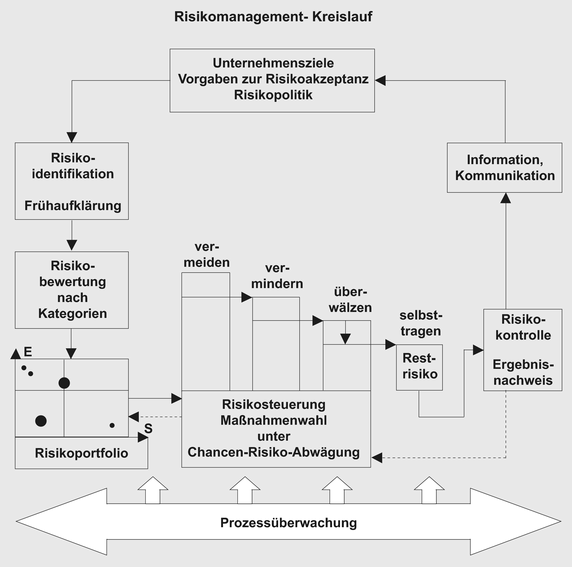 Risikomanagement- Kreislauf
Unternehmensziele
Vorgaben zur Risikoakzeptanz
Risikopolitik
Risiko-
identifikation
Frühaufklärung
Information,
Kommunikation
Risiko-
bewertung
nach
Kategorien
ver-
meiden
ver-
mindern
über-
wälzen
selbst-
tragen
Rest-
risiko
Risiko-
kontrolle
Ergebnis-
nachweis
E
S
Risikoportfolio
Risikosteuerung
Maßnahmenwahl
unter
Chancen-Risiko-Abwägung
Prozessüberwachung